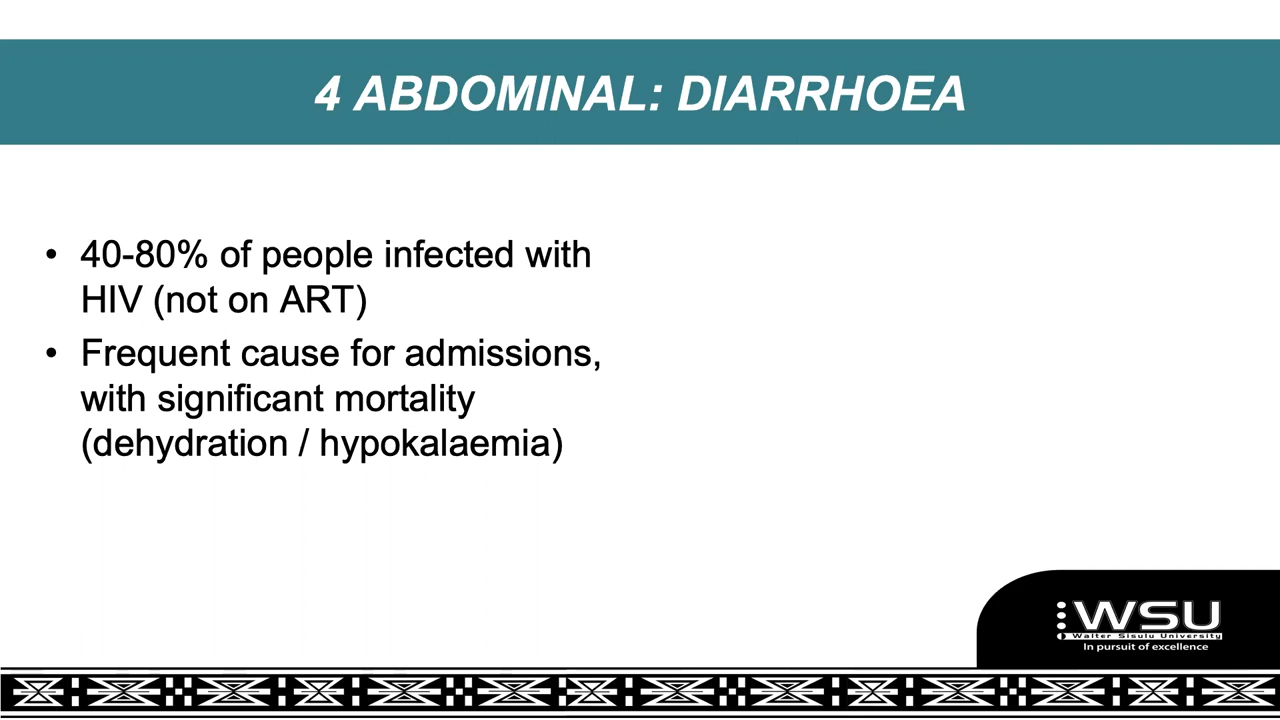 4 ABDOMINAL: DIARRHOEA
• 40-80% of people infected with
HIV (not on ART)
• Frequent cause for admissions,
with significant mortality
(dehydration / hypokalaemia)
WSU
Walter Sisulu University
In pursuit of excellence